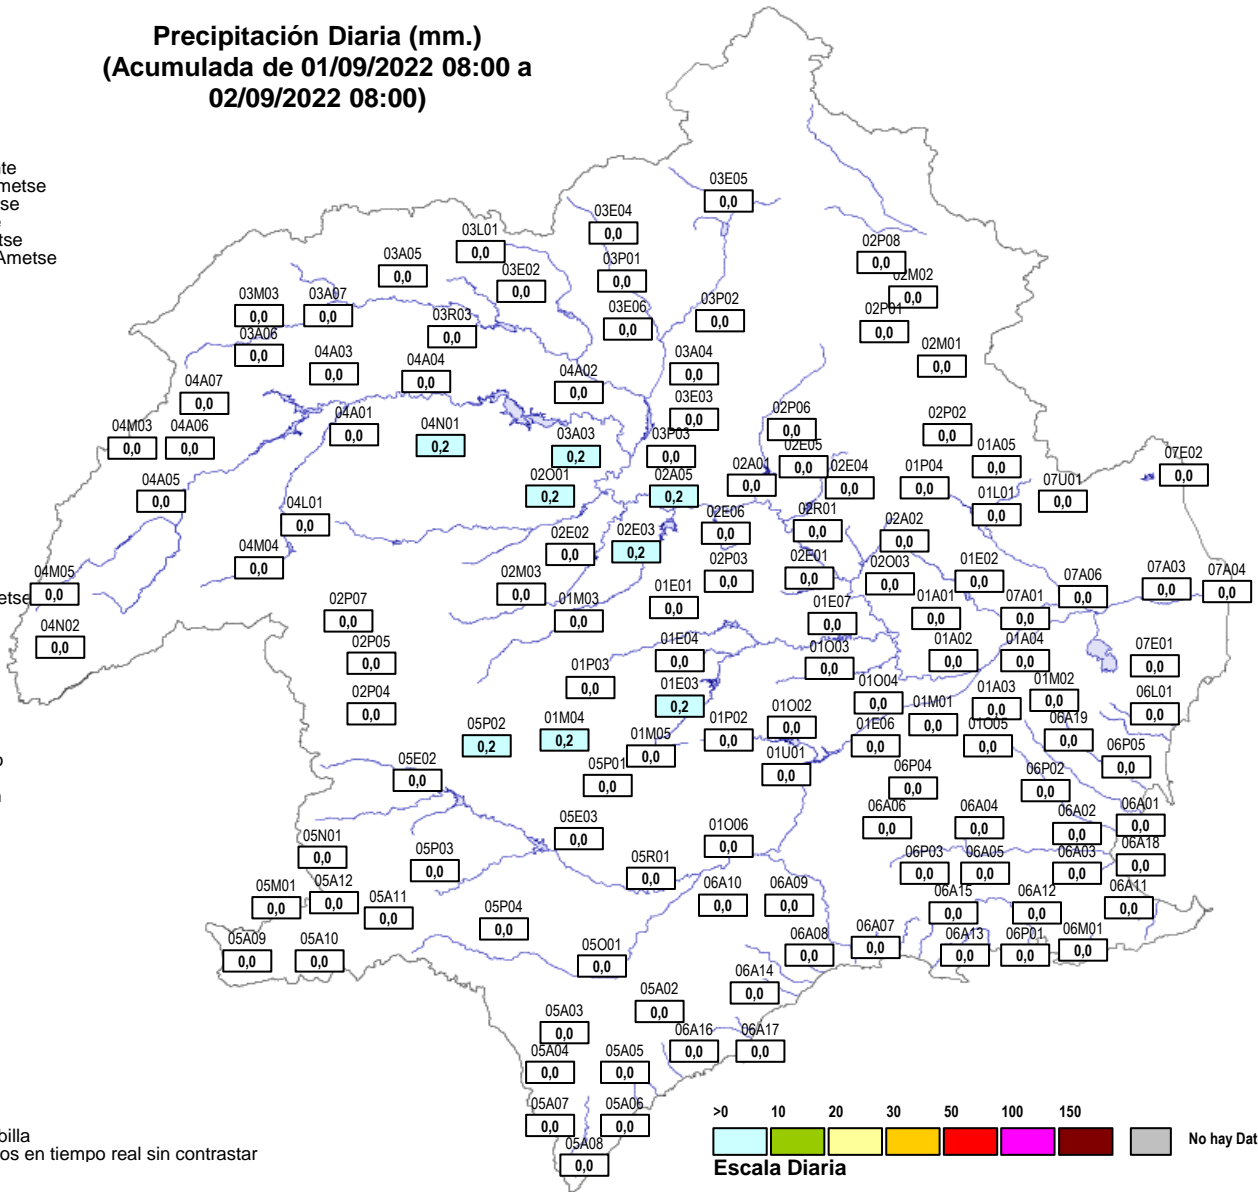 Precipitación Diaria (mm.)
(Acumulada de 01/09/2022 08:00 a
02/09/2022 08:00)
nte
metse
se
e
tse
Ametse
etse
o
n
billa
os en tiempo real sin contrastar
03E05
0,0
03E04
0,0
03L01
0,0
02P08
0,0
03A05
0,0
03P01
0,0
03E02
0,0
02M02
0,0
03M03
0,0
03A07
0,0
03P02
0,0
03E06
0,0
02P01
0,0
03R03
0,0
03A06
0,0
02M01
0,0
04A03
0,0
03A04
0,0
04A04
0,0
04A02
0,0
04A07
0,0
03E03
0,0
02P06
0,0
04A01
0,0
02P02
0,0
04M03
0,0
04A06
0,0
04N01
0,2
03A03
0,2
03P03
0,0
02E05
0,0
01A05
0,0
07E02
0,0
04A05
0,0
02O01
0,2
02A05
0,2
02A01
0,0
02E04
0,0
01P04
0,0
07U01
0,0
01L01
0,0
04L01
0,0
02E06
0,0
02R01
0,0
02A02
0,0
02E02
0,0
02E03
0,2
04M04
0,0
02P03
0,0
02E01
0,0
02O03
0,0
01E02
0,0
04M05
0,0
02M03
0,0
07A06
0,0
07A03
0,0
07A04
0,0
01E01
0,0
01M03
0,0
02P07
0,0
01E07
0,0
01A01
0,0
07A01
0,0
04N02
0,0
02P05
0,0
01E04
0,0
01O03
0,0
01A02
0,0
01A04
0,0
07E01
0,0
01P03
0,0
01E03
0,2
01O04
0,0
01A03
0,0
01M02
0,0
06L01
0,0
02P04
0,0
01O02
0,0
01M01
0,0
05P02
0,2
01M04
0,2
01P02
0,0
01E06
0,0
01O05
0,0
06A19
0,0
01M05
0,0
06P05
0,0
05E02
0,0
05P01
0,0
01U01
0,0
06P04
0,0
06P02
0,0
05E03
0,0
06A06
0,0
06A04
0,0
06A02
0,0
06A01
0,0
01O06
0,0
05N01
0,0
05P03
0,0
05R01
0,0
06P03
0,0
06A05
0,0
06A03
0,0
06A18
0,0
05M01
0,0
05A12
0,0
05A11
0,0
06A10
0,0
06A09
0,0
06A15
0,0
06A12
0,0
06A11
0,0
05P04
0,0
05A09
0,0
05A10
0,0
05O01
0,0
06A08
0,0
06A07
0,0
06A13
0,0
06P01
0,0
06M01
0,0
06A14
0,0
05A02
0,0
05A03
0,0
06A16
0,0
06A17
0,0
05A04
0,0
05A05
0,0
05A07
0,0
05A06
0,0
05A08
0,0
>0 10 20 30 50 100 150
No hay Dat
Escala Diaria